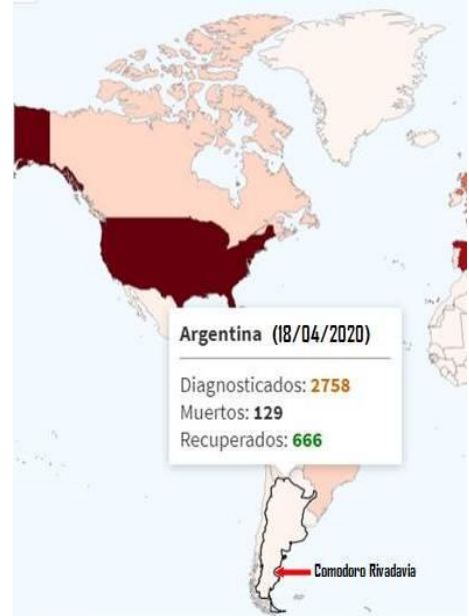 Argentina (18/04/2020)
Diagnosticados: 2758
Muertos: 129
Recuperados: 666
Comodoro Rivadavia